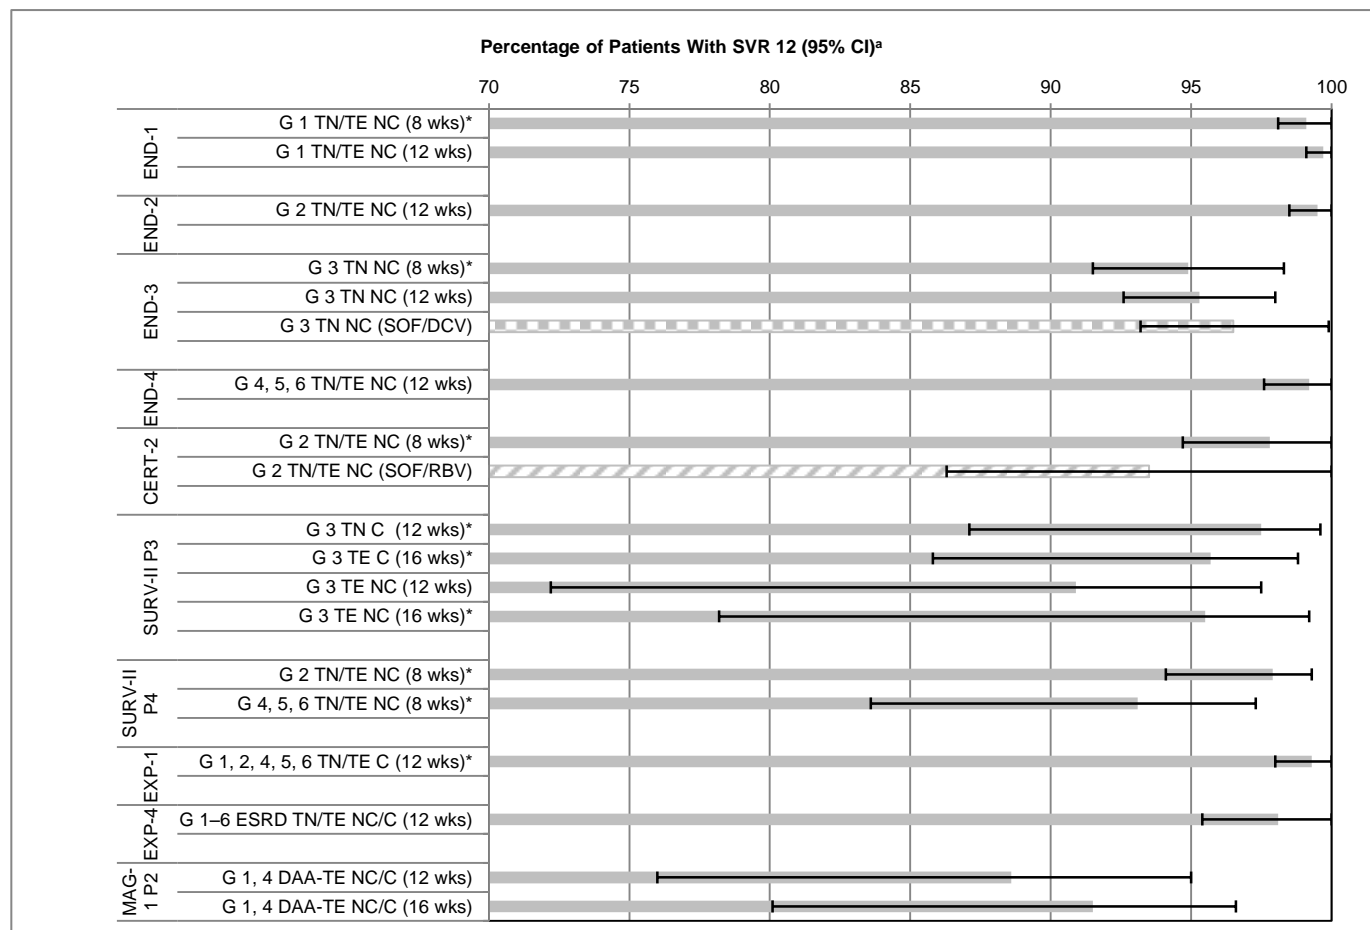 Percentage of Patients With SVR 12 (95% CI)a
70 75 80 85 90 95 100
END-1
G 1 TN/TE NC (8 wks)*
G 1 TN/TE NC (12 wks)
END-2
G 2 TN/TE NC (12 wks)
END-3
G 3 TN NC (8 wks)*
G 3 TN NC (12 wks)
G 3 TN NC (SOF/DCV)
END-4
G 4, 5, 6 TN/TE NC (12 wks)
CERT-2
G 2 TN/TE NC (8 wks)*
G 2 TN/TE NC (SOF/RBV)
SURV-II P3
G 3 TN C (12 wks)*
G 3 TE C (16 wks)*
G 3 TE NC (12 wks)
G 3 TE NC (16 wks)*
SURV-II
P4
G 2 TN/TE NC (8 wks)*
G 4, 5, 6 TN/TE NC (8 wks)*
EXP-1
G 1, 2, 4, 5, 6 TN/TE C (12 wks)*
EXP-4
G 1–6 ESRD TN/TE NC/C (12 wks)
MAG-
1 P2
G 1, 4 DAA-TE NC/C (12 wks)
G 1, 4 DAA-TE NC/C (16 wks)